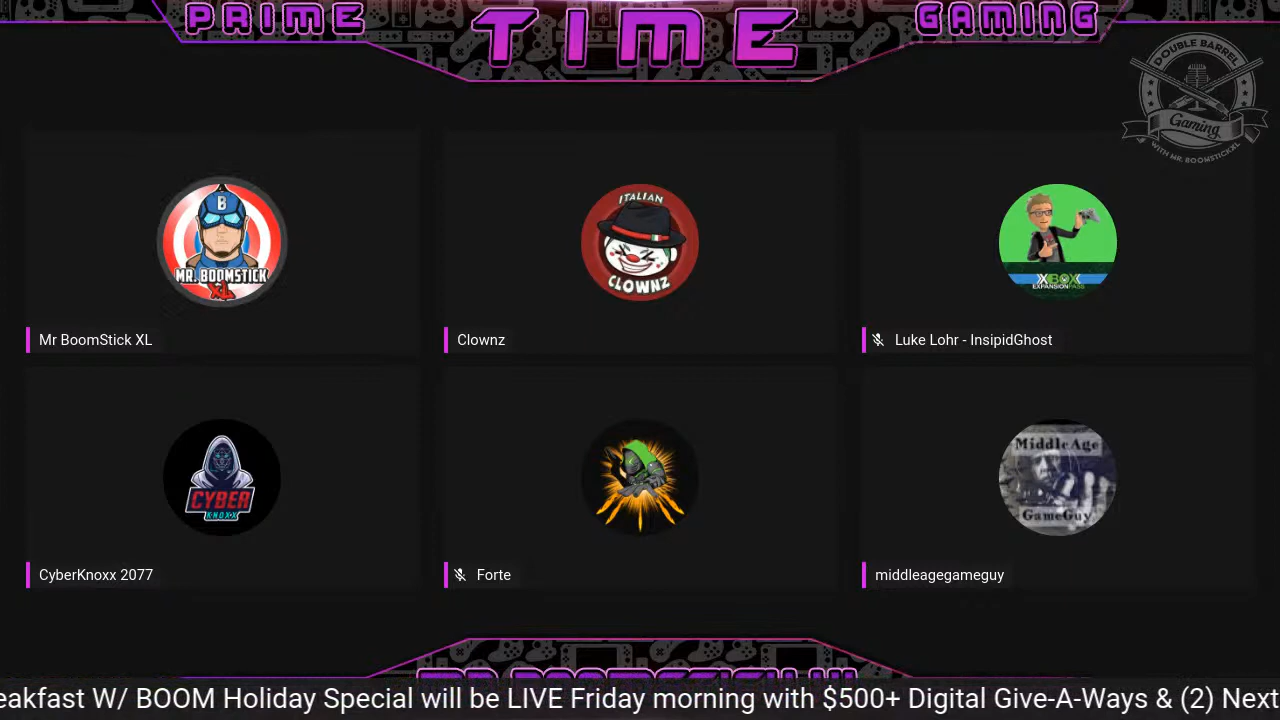 PRIME TIME GAMING
DOUBLE BARREL
Gaming
WITH MR. BOOMSTICKXL
B
MR. BOOMSTICK
XL
ITALIAN
CLOWNZ
XBOX
EXPANSION PASS
Mr BoomStick XL
Clownz
Luke Lohr - InsipidGhost
CYBER
KNOXX
MiddleAge
GameGuy
CyberKnoxx 2077
Forte
middleagegameguy
eakfast W/ BOOM Holiday Special will be LIVE Friday morning with $500+ Digital Give-A-Ways & (2) Next